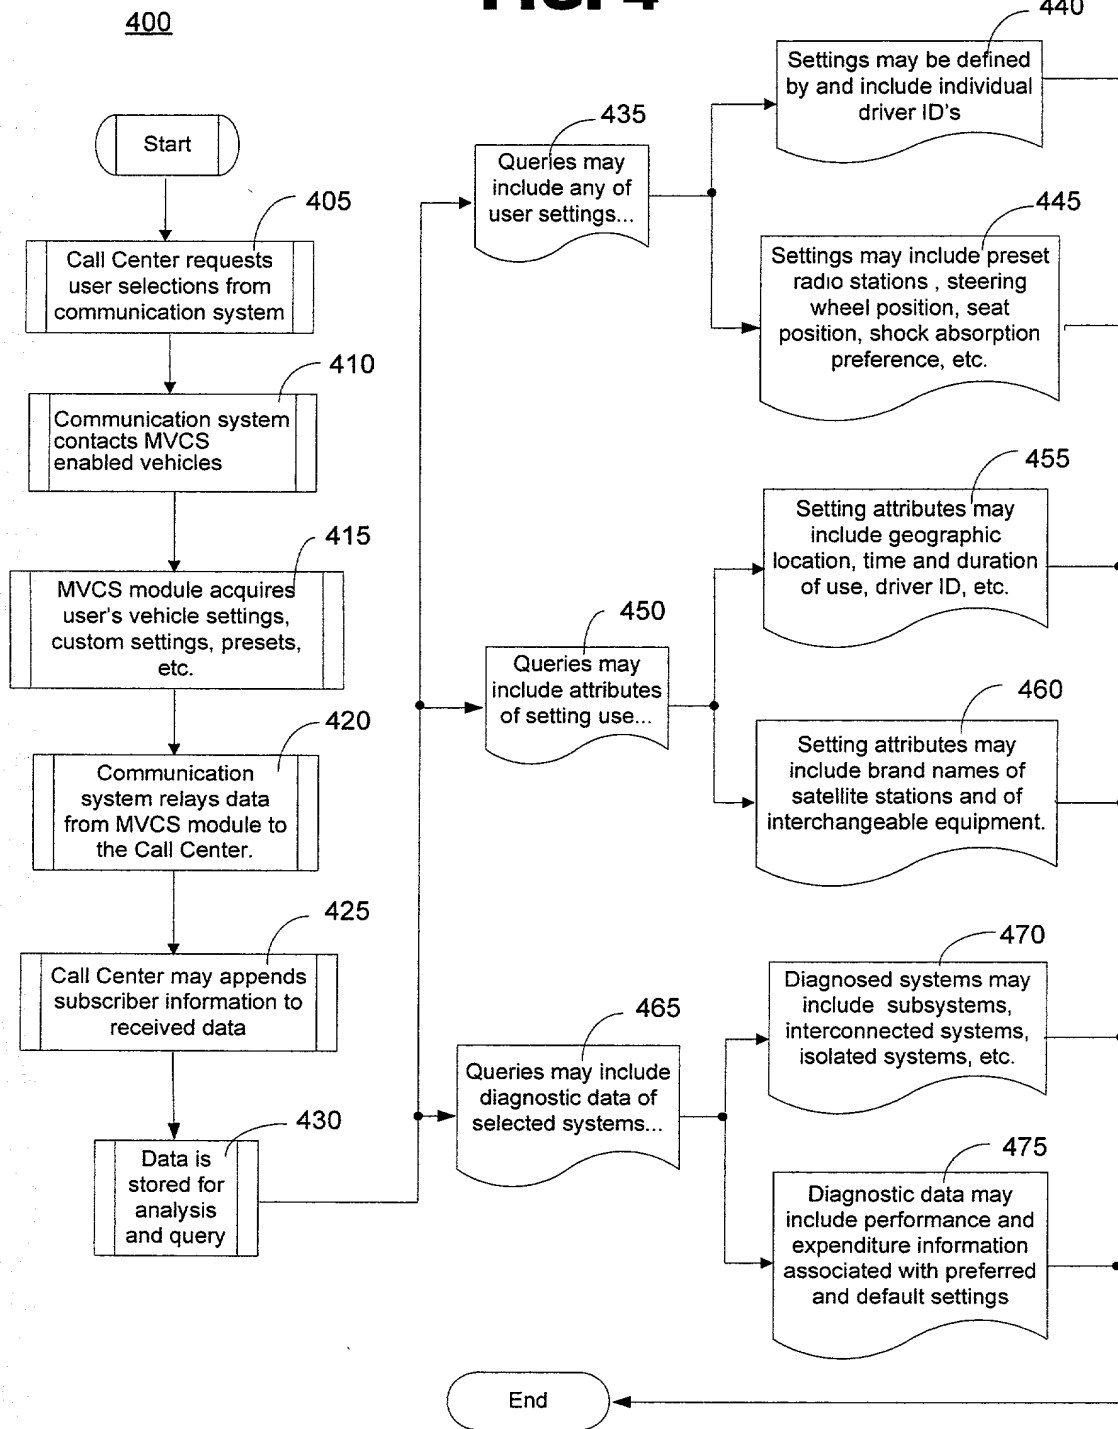 FIG. 4
400
Start
405
Call Center requests
user selections from
communication system
410
Communication system
contacts MVCS
enabled vehicles
415
MVCS module acquires
user's vehicle settings,
custom settings, presets,
etc.
420
Communication
system relays data
from MVCS module to
the Call Center.
425
Call Center may appends
subscriber information to
received data
430
Data is
stored for
analysis
and query
435
Queries may
include any of
user settings...
440
Settings may be defined
by and include individual
driver ID's
445
Settings may include preset
radio stations , steering
wheel position, seat
position, shock absorption
preference, etc.
450
Queries may
include attributes
of setting use...
455
Setting attributes may
include geographic
location, time and duration
of use, driver ID, etc.
460
Setting attributes may
include brand names of
satellite stations and of
interchangeable equipment.
465
Queries may include
diagnostic data of
selected systems...
470
Diagnosed systems may
include subsystems,
interconnected systems,
isolated systems, etc.
475
Diagnostic data may
include performance and
expenditure information
associated with preferred
and default settings
End